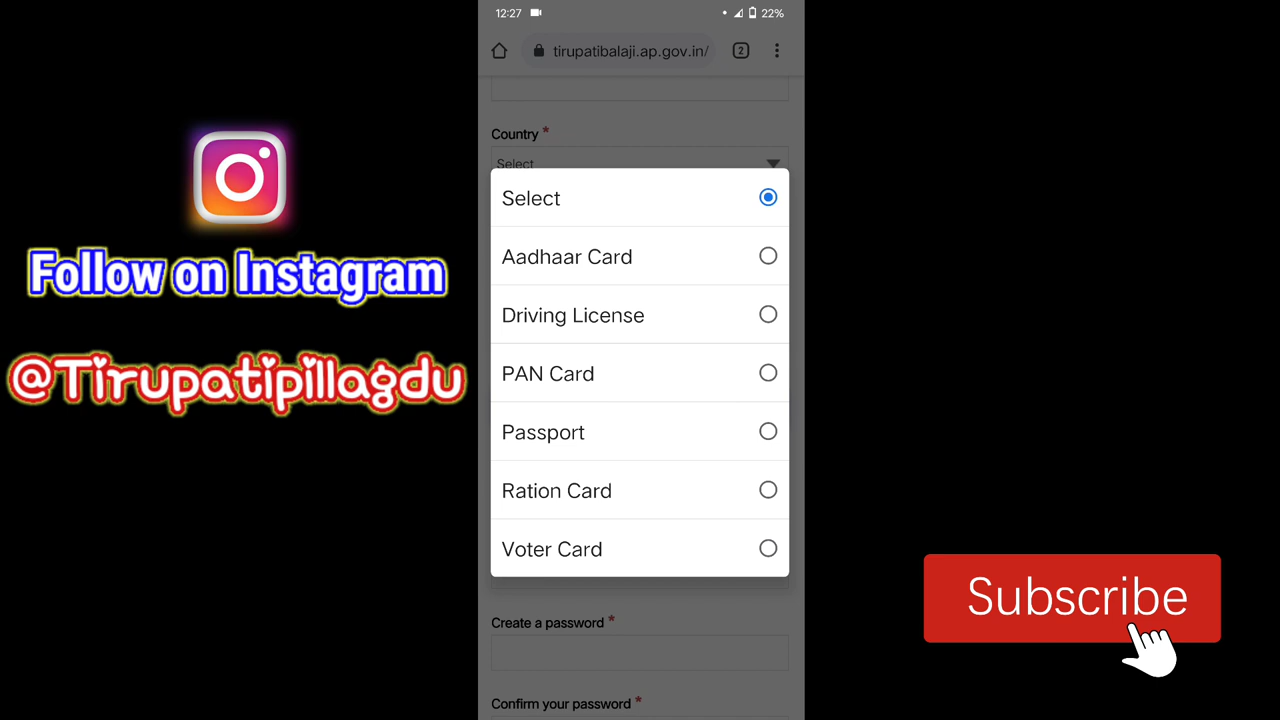 12:27
22%
tirupatibalaji.ap.gov.in/
2
Country *
Select
Select
Aadhaar Card
Driving License
PAN Card
Passport
Ration Card
Voter Card
Create a password *
Confirm your password *
Follow on Instagram
@Tirupatipillagdu
Subscribe